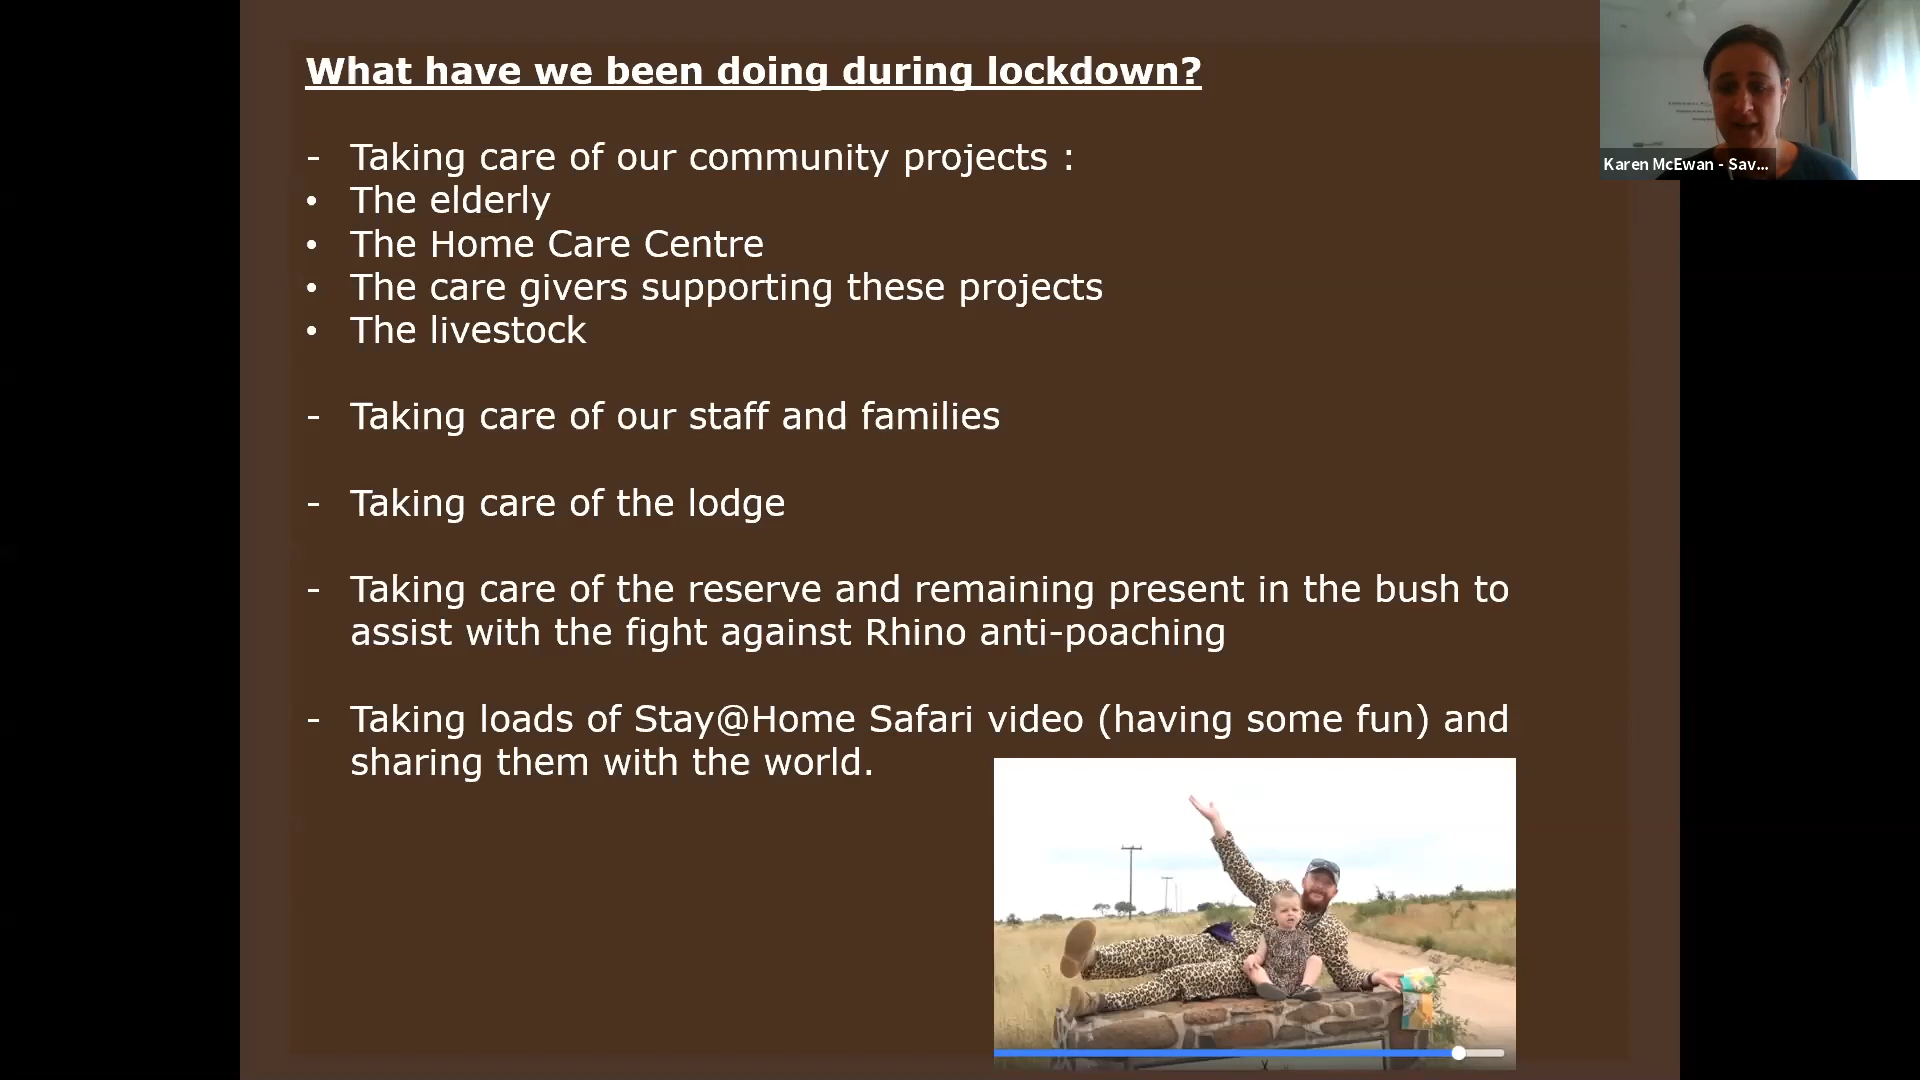 What have we been doing during lockdown?
- Taking care of our community projects :
• The elderly
• The Home Care Centre
• The care givers supporting these projects
• The livestock
- Taking care of our staff and families
- Taking care of the lodge
- Taking care of the reserve and remaining present in the bush to
assist with the fight against Rhino anti-poaching
- Taking loads of Stay@Home Safari video (having some fun) and
sharing them with the world.
Karen McEwan - Sav...